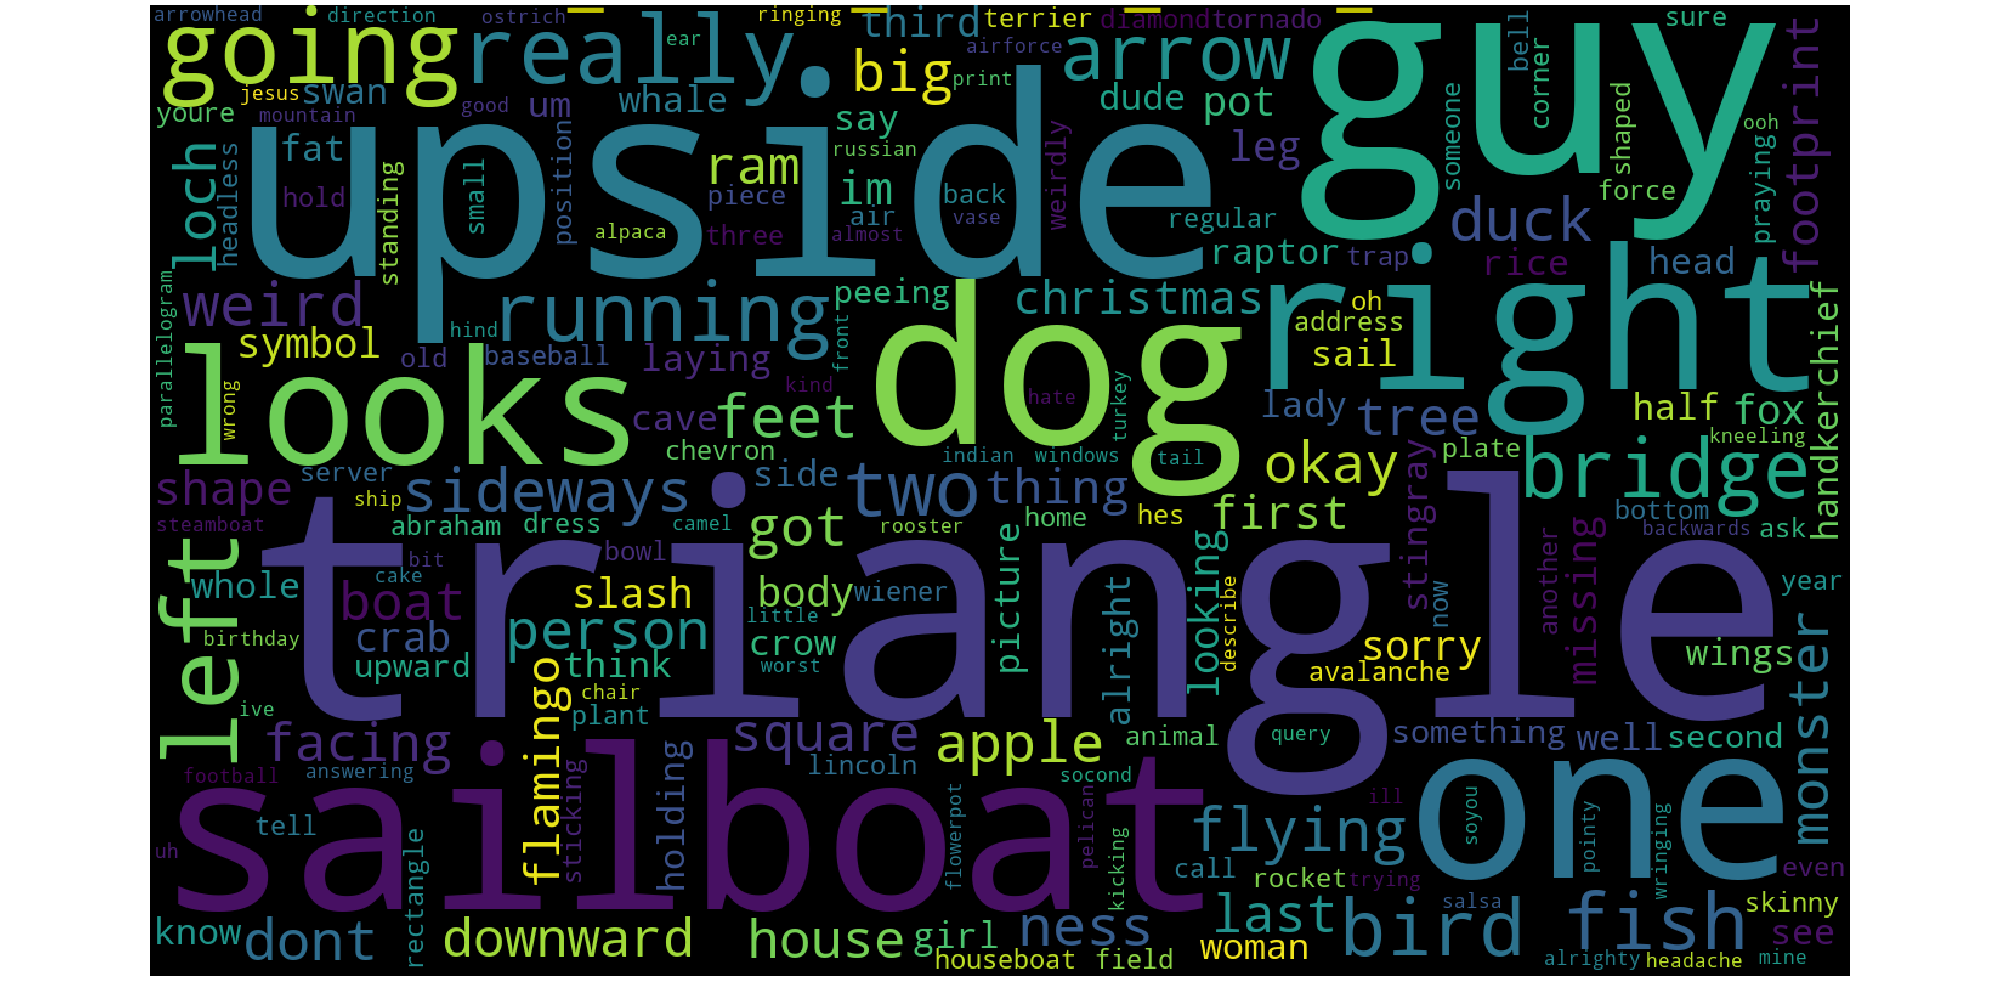 arrowhead
direction
ostrich
ringing
third
terrier
diamond
tornado
sure
going
really
ear
airforce
arrow
guy
bell
corner
footprint
jesus
swan
big
print
dude
pot
someone
shaped
youre
mountain
good
um
whale
say
weirdly
ooh
loch
fat
upside
russian
leg
praying
headless
hold
standing
small
position
ram
piece
im
air
back
vase
regular
force
duck
alpaca
three
almost
raptor
trap
rice
head
parallelogram
weird
running
peeing
christmas
right
oh
address
handkerchief
symbol
hind
old
baseball
laying
front
dog
sail
wrong
looks
kind
hate
turkey
lady
tree
half
fox
cave
feet
kneeling
chevron
indian
windows
tail
okay
stingray
plate
bridge
shape
server
ship
sideways
side
two
thing
first
steamboat
abraham
dress
camel
got
rooster
home
hes
bottom
backwards
ask
left
bit
bowl
triangle
picture
looking
another
missing
whole
cake
boat
slash
body
wiener
alright
describe
now
year
monster
birthday
crab
person
little
crow
sorry
wings
upward
think
worst
avalanche
ive
flamingo
chair
plant
facing
square
apple
animal
query
something
well
second
football
answering
holding
lincoln
socond
ill
one
sailboat
sticking
flowerpot
pelican
soyou
pointy
wringing
tell
rectangle
flying
uh
kicking
call
rocket
trying
even
know
dont
downward
house
girl
ness
last
salsa
bird
fish
skinny
see
houseboat
field
woman
alrighty
headache
mine